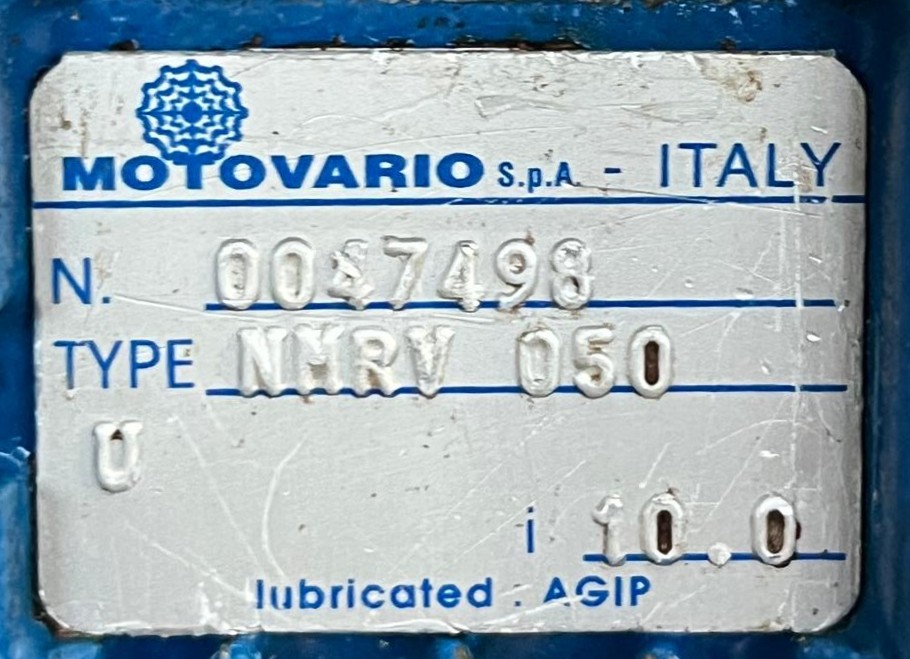 MOTOVARIO S.p.A. - ITALY
N. 0047498
TYPE NMRV 050
U
i 10.0
lubricated . AGIP